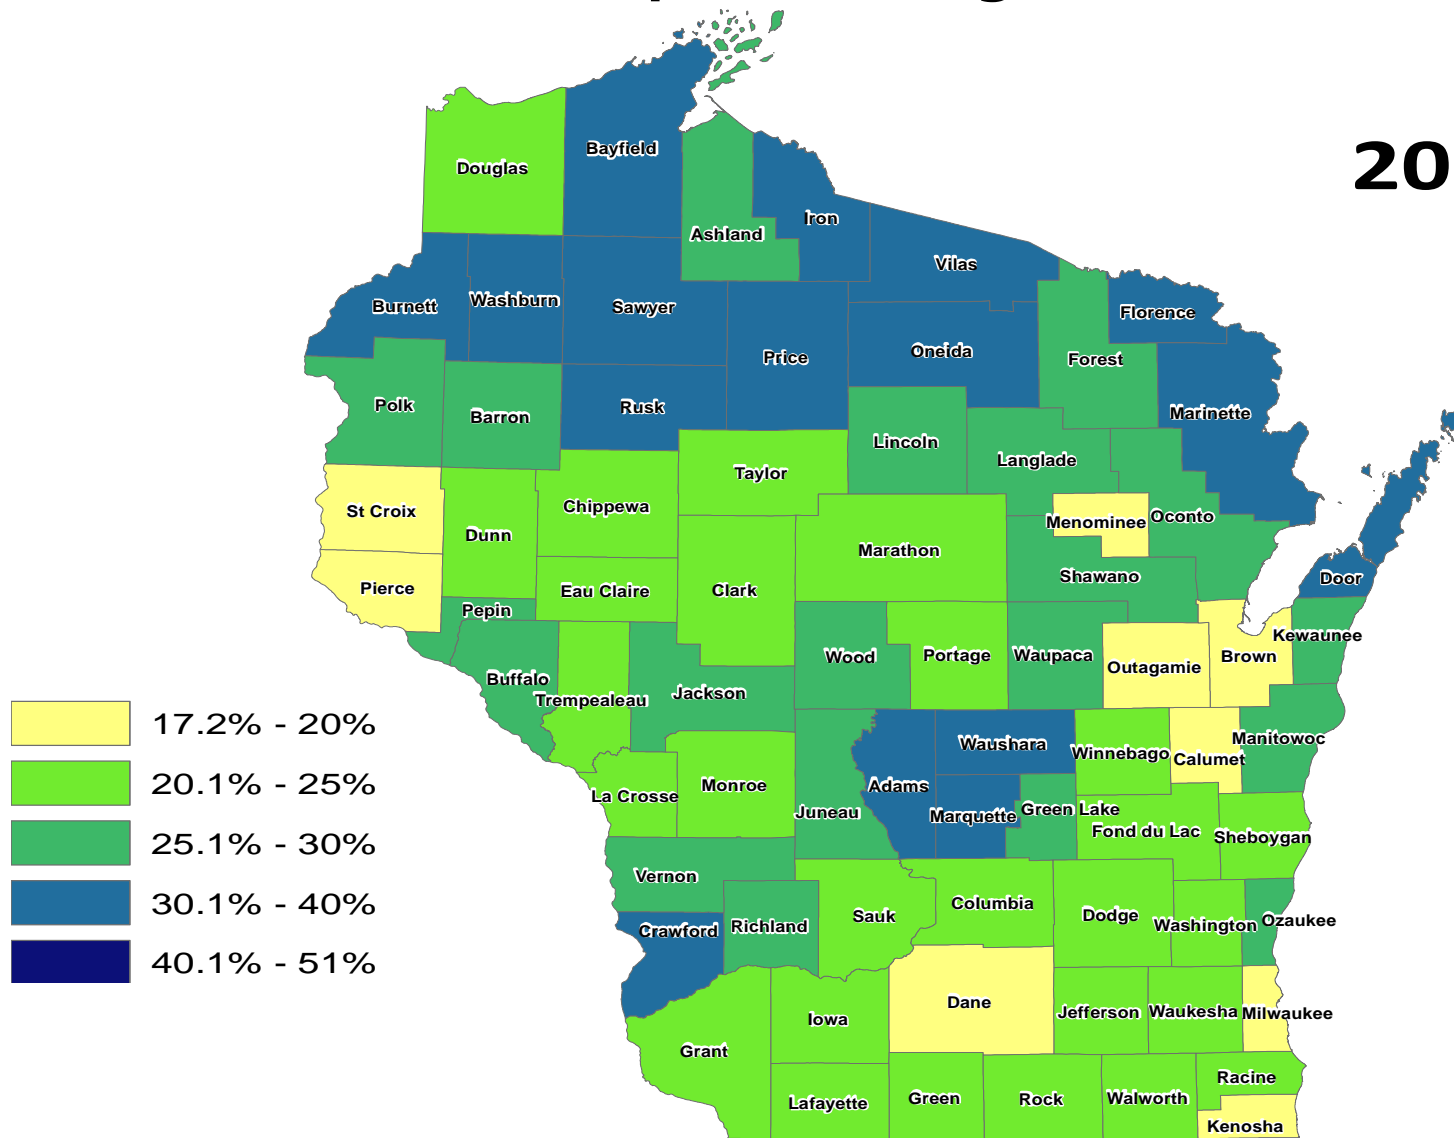 20
Bayfield
Douglas
Iron
Ashland
Vilas
Washburn
Burnett
Sawyer
Florence
Oneida
Price
Forest
Polk
Rusk
Barron
Marinette
Lincoln
Langlade
Taylor
Chippewa
St Croix
Menominee
Oconto
Dunn
Marathon
Shawano
Door
Pierce
Eau Claire
Clark
Pepin
Kewaunee
Wood
Portage
Waupaca
Brown
Outagamie
Buffalo
Jackson
Trempealeau
17.2% - 20%
Manitowoc
Waushara
Winnebago
Calumet
20.1% - 25%
Monroe
Adams
La Crosse
Juneau
Marquette
Green Lake
Fond du Lac
Sheboygan
25.1% - 30%
Vernon
30.1% - 40%
Columbia
Sauk
Dodge
Ozaukee
Richland
Washington
Crawford
40.1% - 51%
Dane
Jefferson
Waukesha
Milwaukee
Iowa
Grant
Racine
Lafayette
Green
Rock
Walworth
Kenosha